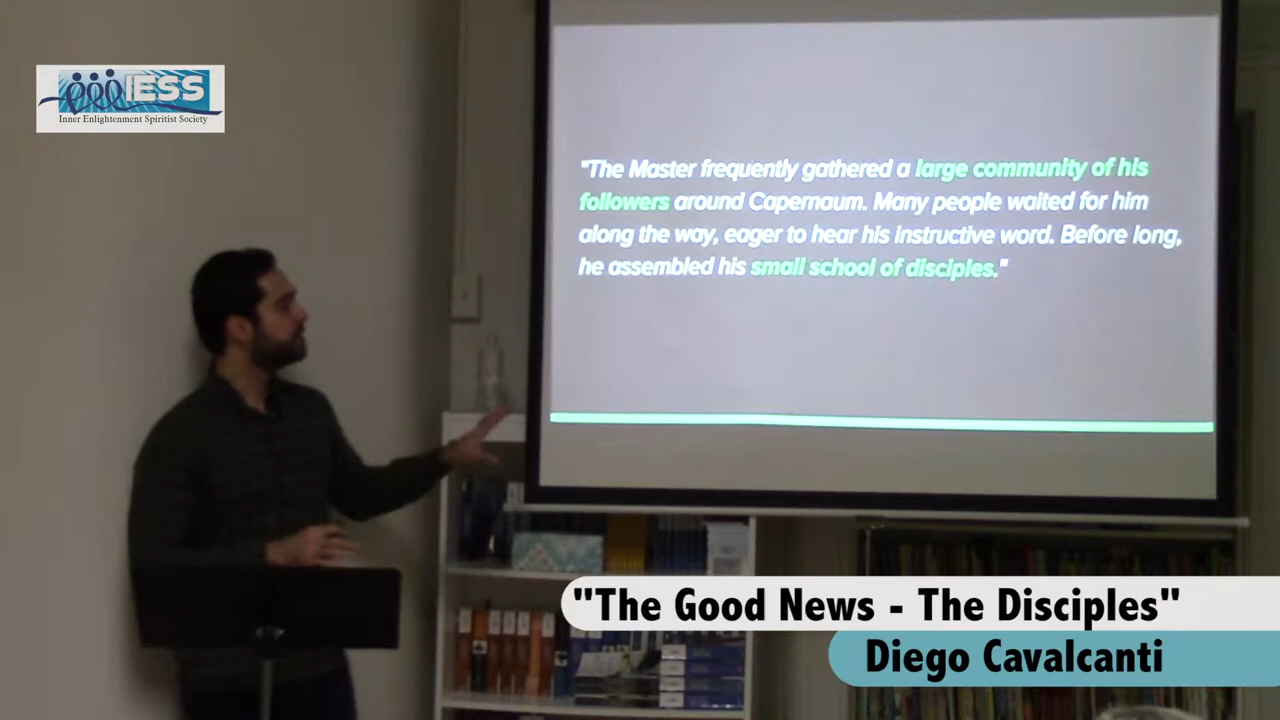 IESS
Inner Enlightenment Spiritist Society
"The Master frequently gathered a large community of his
followers around Capernaum. Many people waited for him
along the way, eager to hear his instructive word. Before long,
he assembled his small school of disciples."
"The Good News - The Disciples"
Diego Cavalcanti